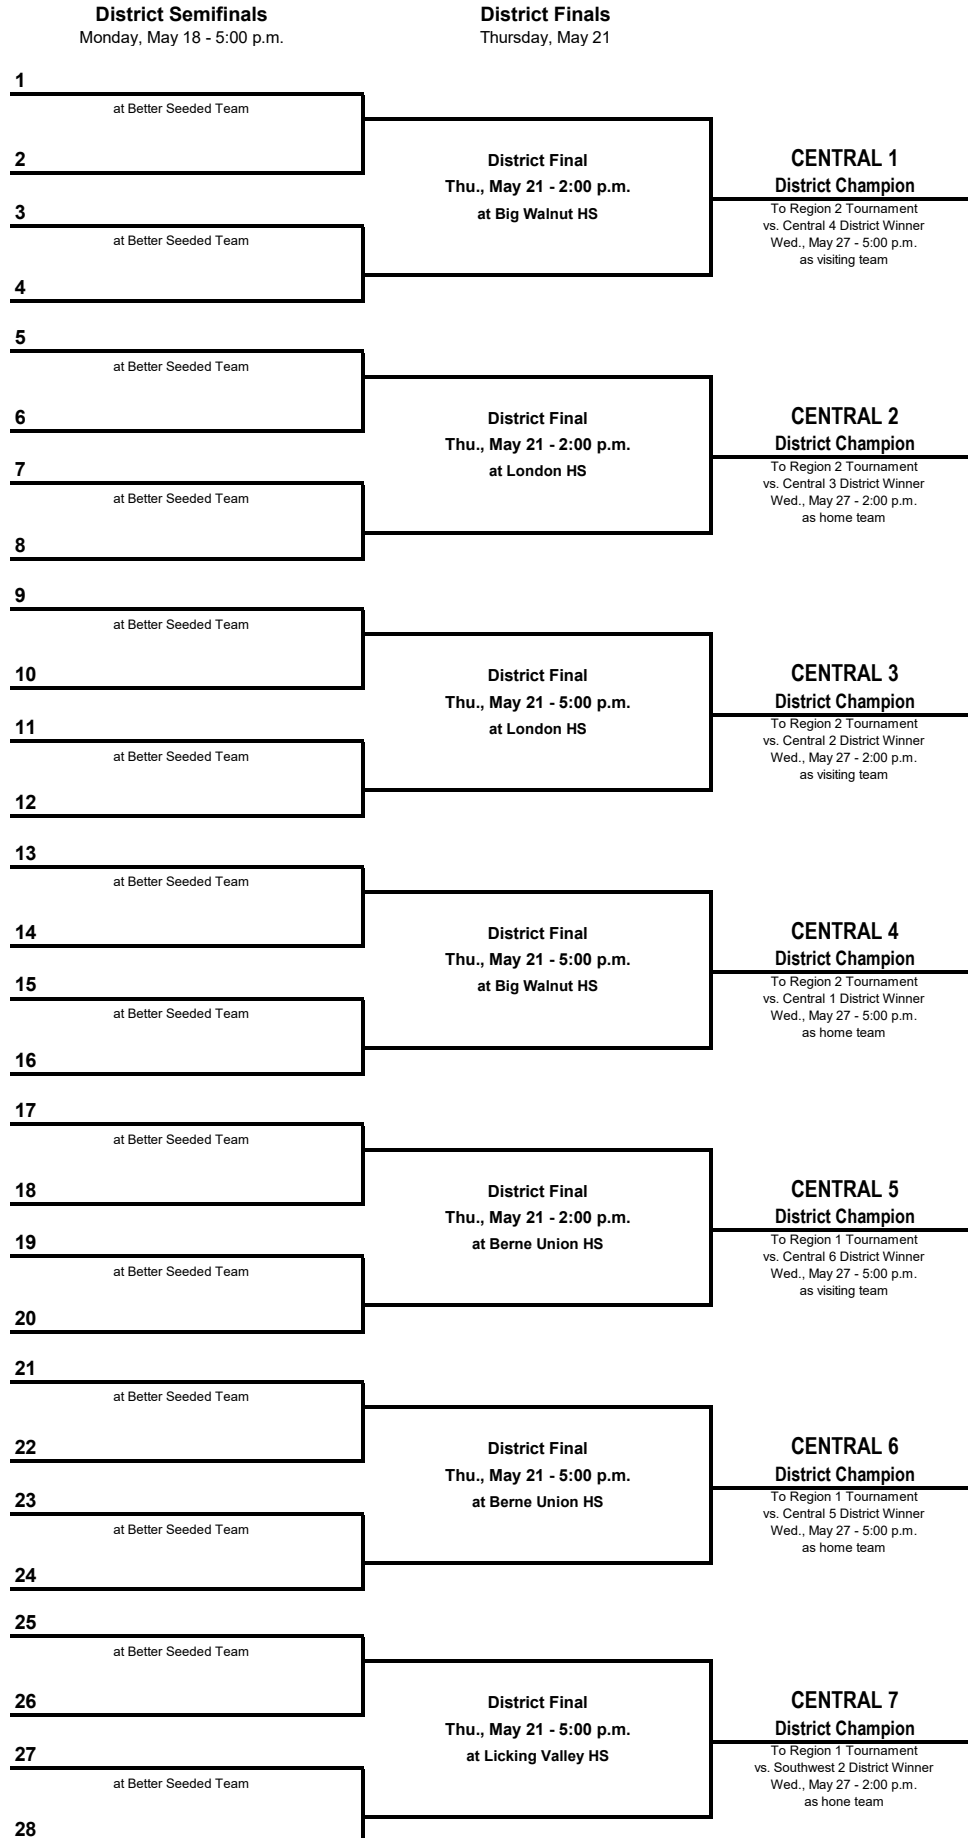 District Semifinals
Monday, May 18 - 5:00 p.m.
District Finals
Thursday, May 21
1
at Better Seeded Team
2
3
at Better Seeded Team
4
District Final
Thu., May 21 - 2:00 p.m.
at Big Walnut HS
CENTRAL 1
District Champion
To Region 2 Tournament
vs. Central 4 District Winner
Wed., May 27 - 5:00 p.m.
as visiting team
5
at Better Seeded Team
6
7
at Better Seeded Team
8
District Final
Thu., May 21 - 2:00 p.m.
at London HS
CENTRAL 2
District Champion
To Region 2 Tournament
vs. Central 3 District Winner
Wed., May 27 - 2:00 p.m.
as home team
9
at Better Seeded Team
10
11
at Better Seeded Team
12
District Final
Thu., May 21 - 5:00 p.m.
at London HS
CENTRAL 3
District Champion
To Region 2 Tournament
vs. Central 2 District Winner
Wed., May 27 - 2:00 p.m.
as visiting team
13
at Better Seeded Team
14
15
at Better Seeded Team
16
District Final
Thu., May 21 - 5:00 p.m.
at Big Walnut HS
CENTRAL 4
District Champion
To Region 2 Tournament
vs. Central 1 District Winner
Wed., May 27 - 5:00 p.m.
as home team
17
at Better Seeded Team
18
19
at Better Seeded Team
20
District Final
Thu., May 21 - 2:00 p.m.
at Berne Union HS
CENTRAL 5
District Champion
To Region 1 Tournament
vs. Central 6 District Winner
Wed., May 27 - 5:00 p.m.
as visiting team
21
at Better Seeded Team
22
23
at Better Seeded Team
24
District Final
Thu., May 21 - 5:00 p.m.
at Berne Union HS
CENTRAL 6
District Champion
To Region 1 Tournament
vs. Central 5 District Winner
Wed., May 27 - 5:00 p.m.
as home team
25
at Better Seeded Team
26
27
at Better Seeded Team
28
District Final
Thu., May 21 - 5:00 p.m.
at Licking Valley HS
CENTRAL 7
District Champion
To Region 1 Tournament
vs. Southwest 2 District Winner
Wed., May 27 - 2:00 p.m.
as hone team